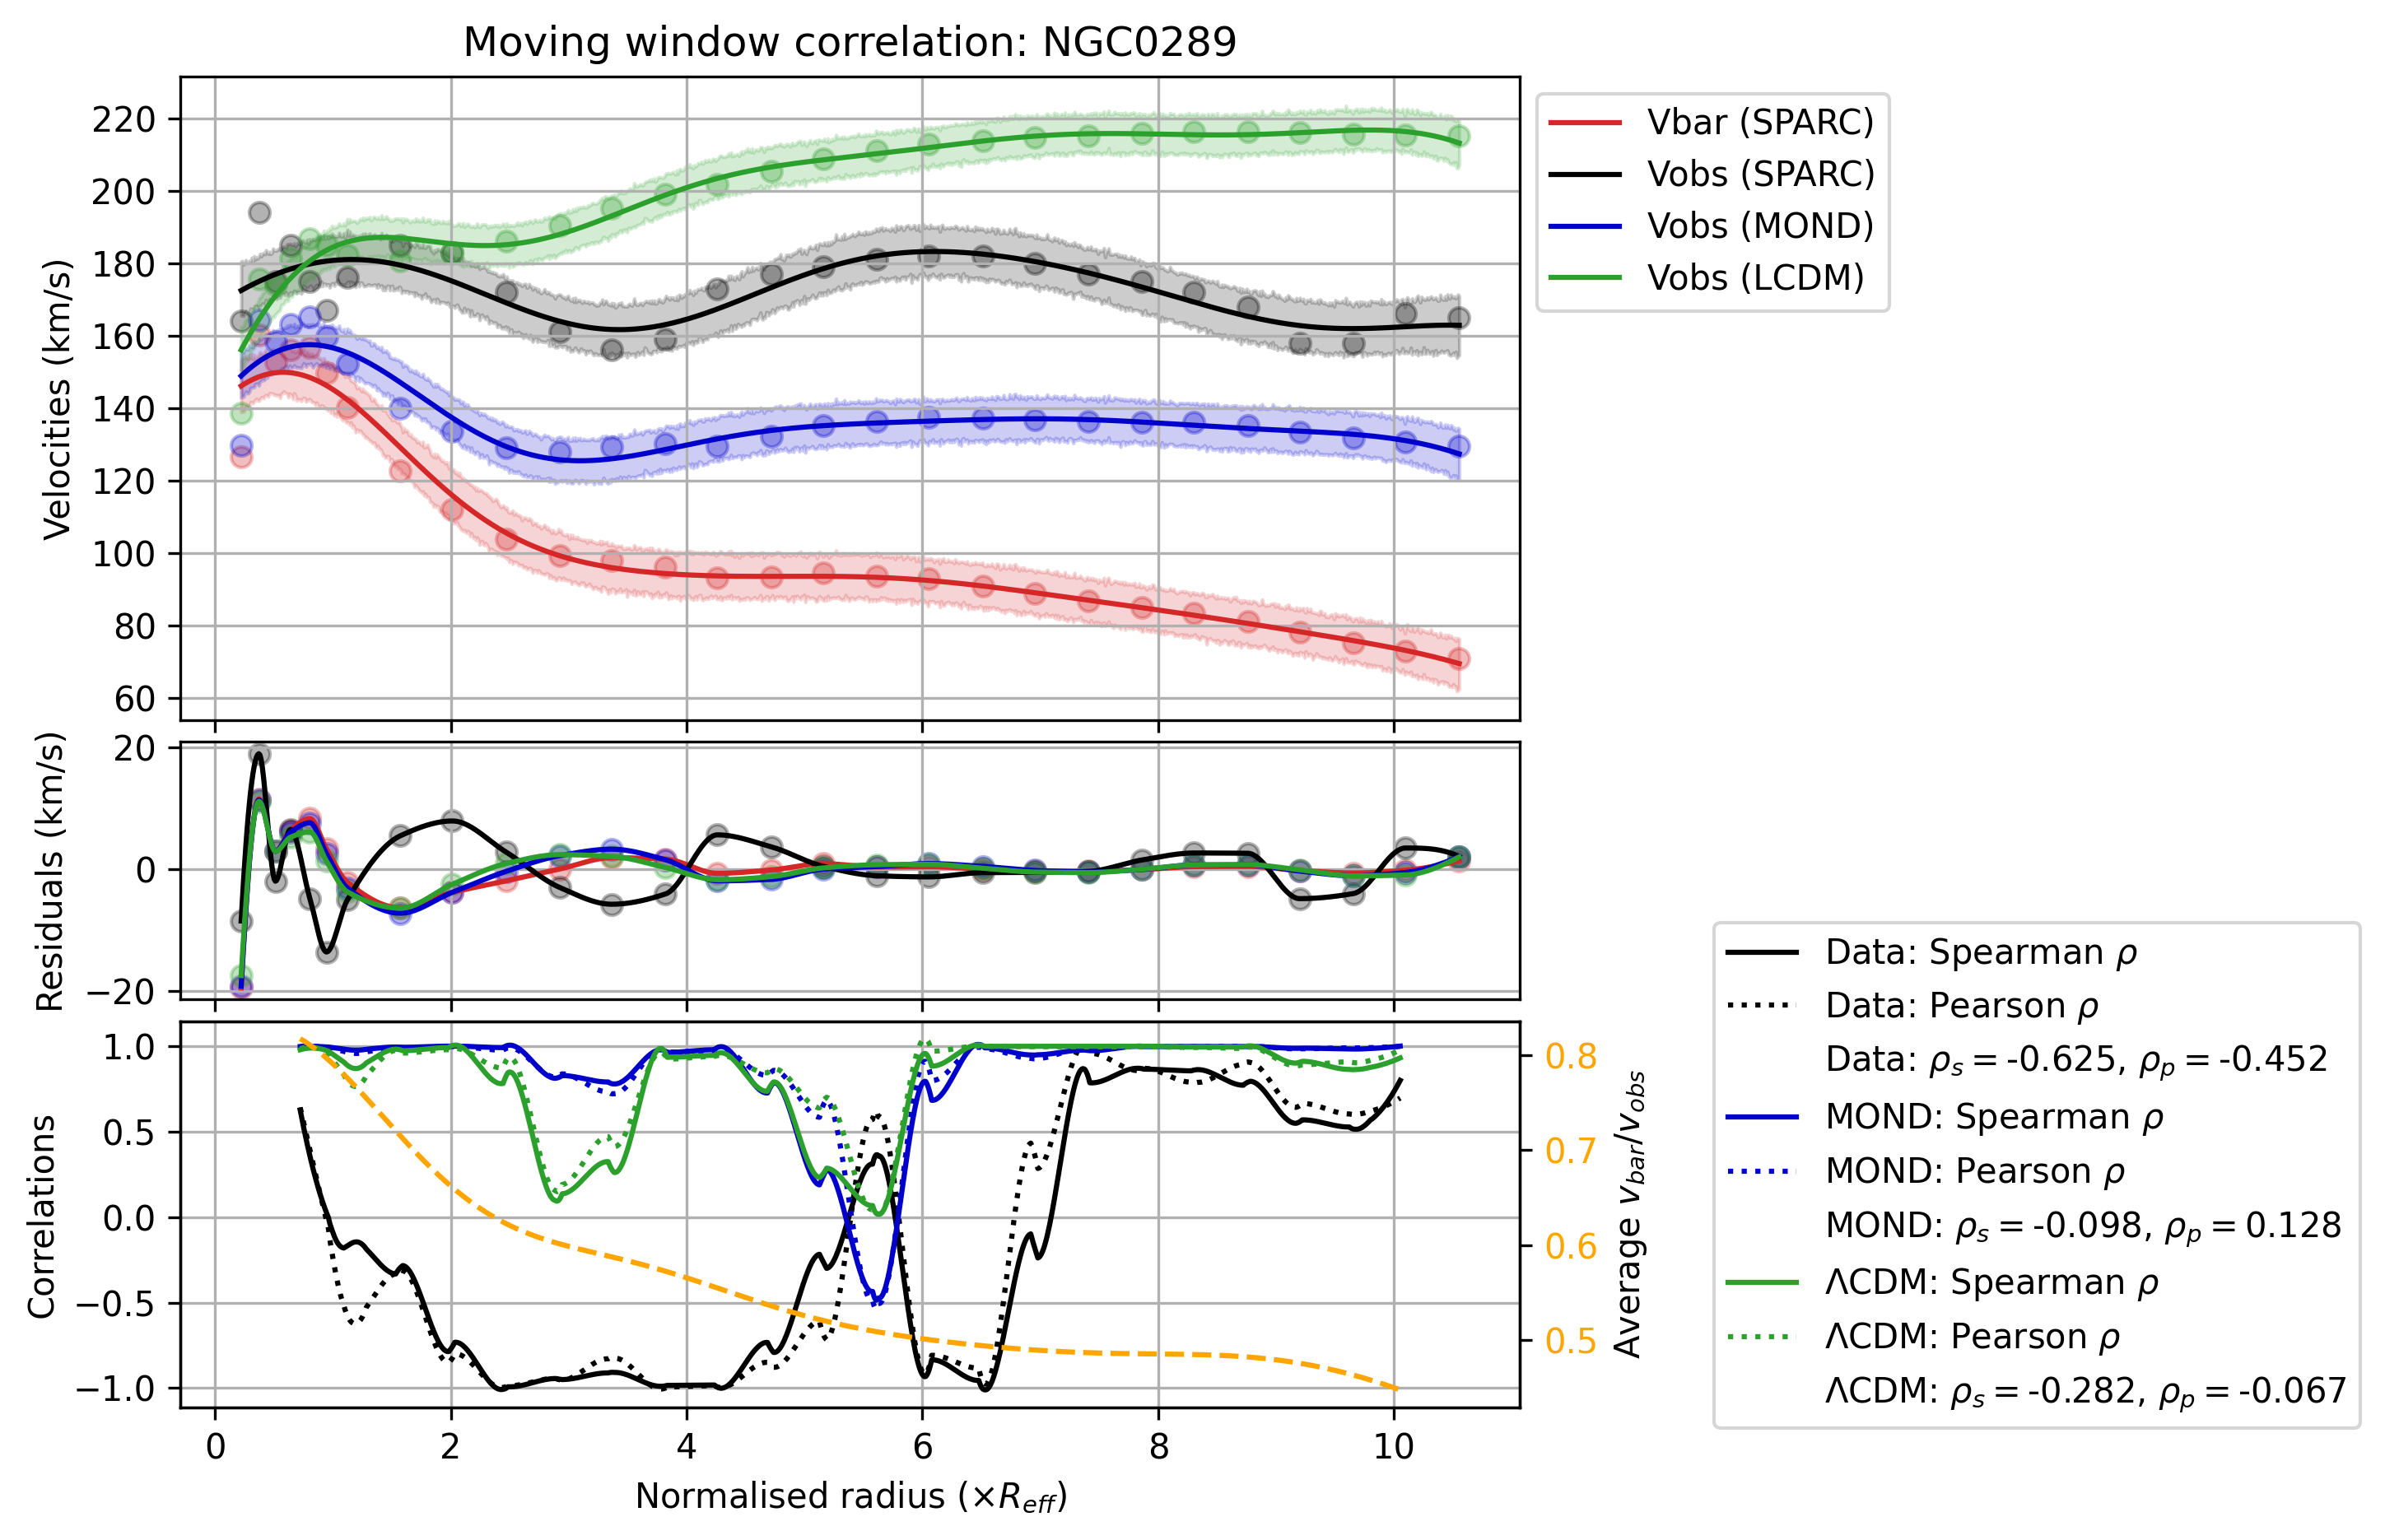 Moving window correlation: NGC0289
Velocities (km/s)
220
200
180
160
140
120
100
80
60
Vbar (SPARC)
Vobs (SPARC)
Vobs (MOND)
Vobs (LCDM)
Residuals (km/s)
20
0
−20
Correlations
1.0
0.5
0.0
−0.5
−1.0
0.8
0.7
0.6
0.5
Average v_bar/v_obs
0 2 4 6 8 10
Normalised radius (×R_eff)
Data: Spearman ρ
Data: Pearson ρ
Data: ρ_s = -0.625, ρ_p = -0.452
MOND: Spearman ρ
MOND: Pearson ρ
MOND: ρ_s = -0.098, ρ_p = 0.128
ΛCDM: Spearman ρ
ΛCDM: Pearson ρ
ΛCDM: ρ_s = -0.282, ρ_p = -0.067